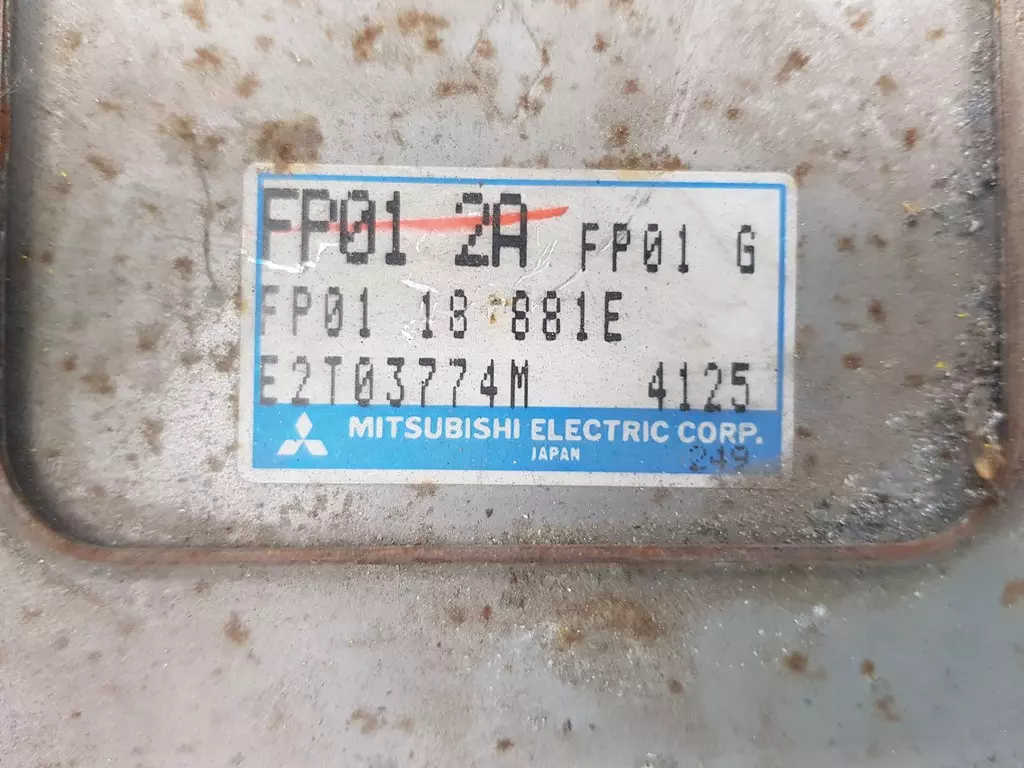 FP01 2A FP01 G
FP01 18 881E
E2T03774M 4125
MITSUBISHI ELECTRIC CORP.
JAPAN
249